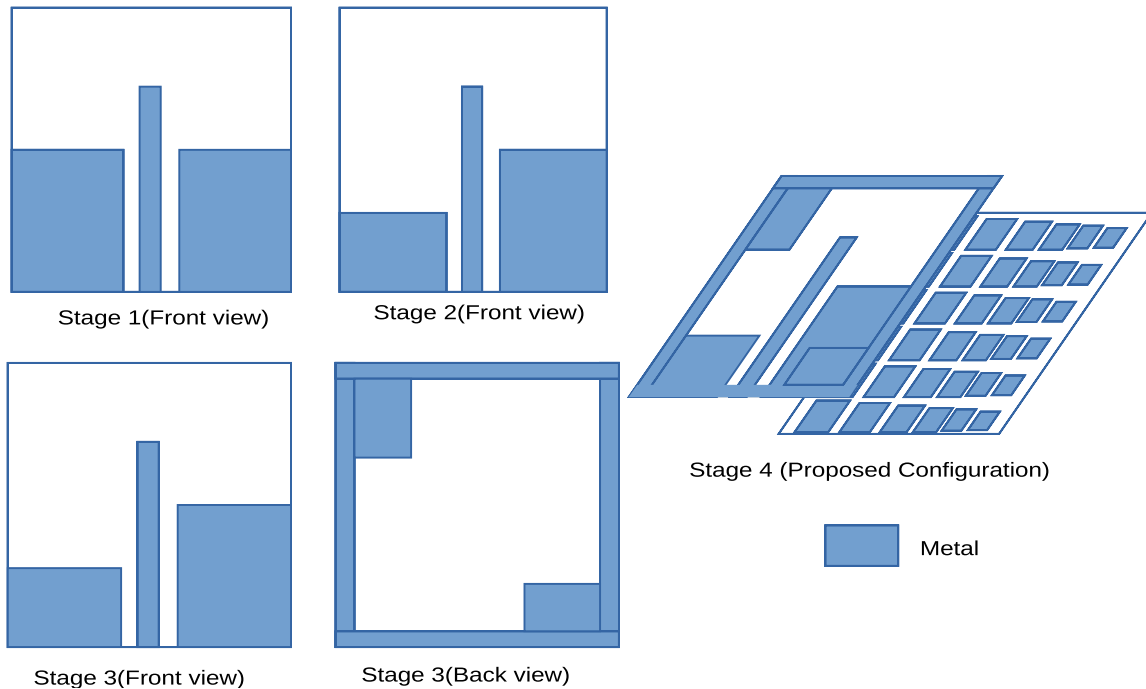 Stage 1(Front view)
Stage 2(Front view)
Stage 3(Front view)
Stage 3(Back view)
Stage 4 (Proposed Configuration)
Metal